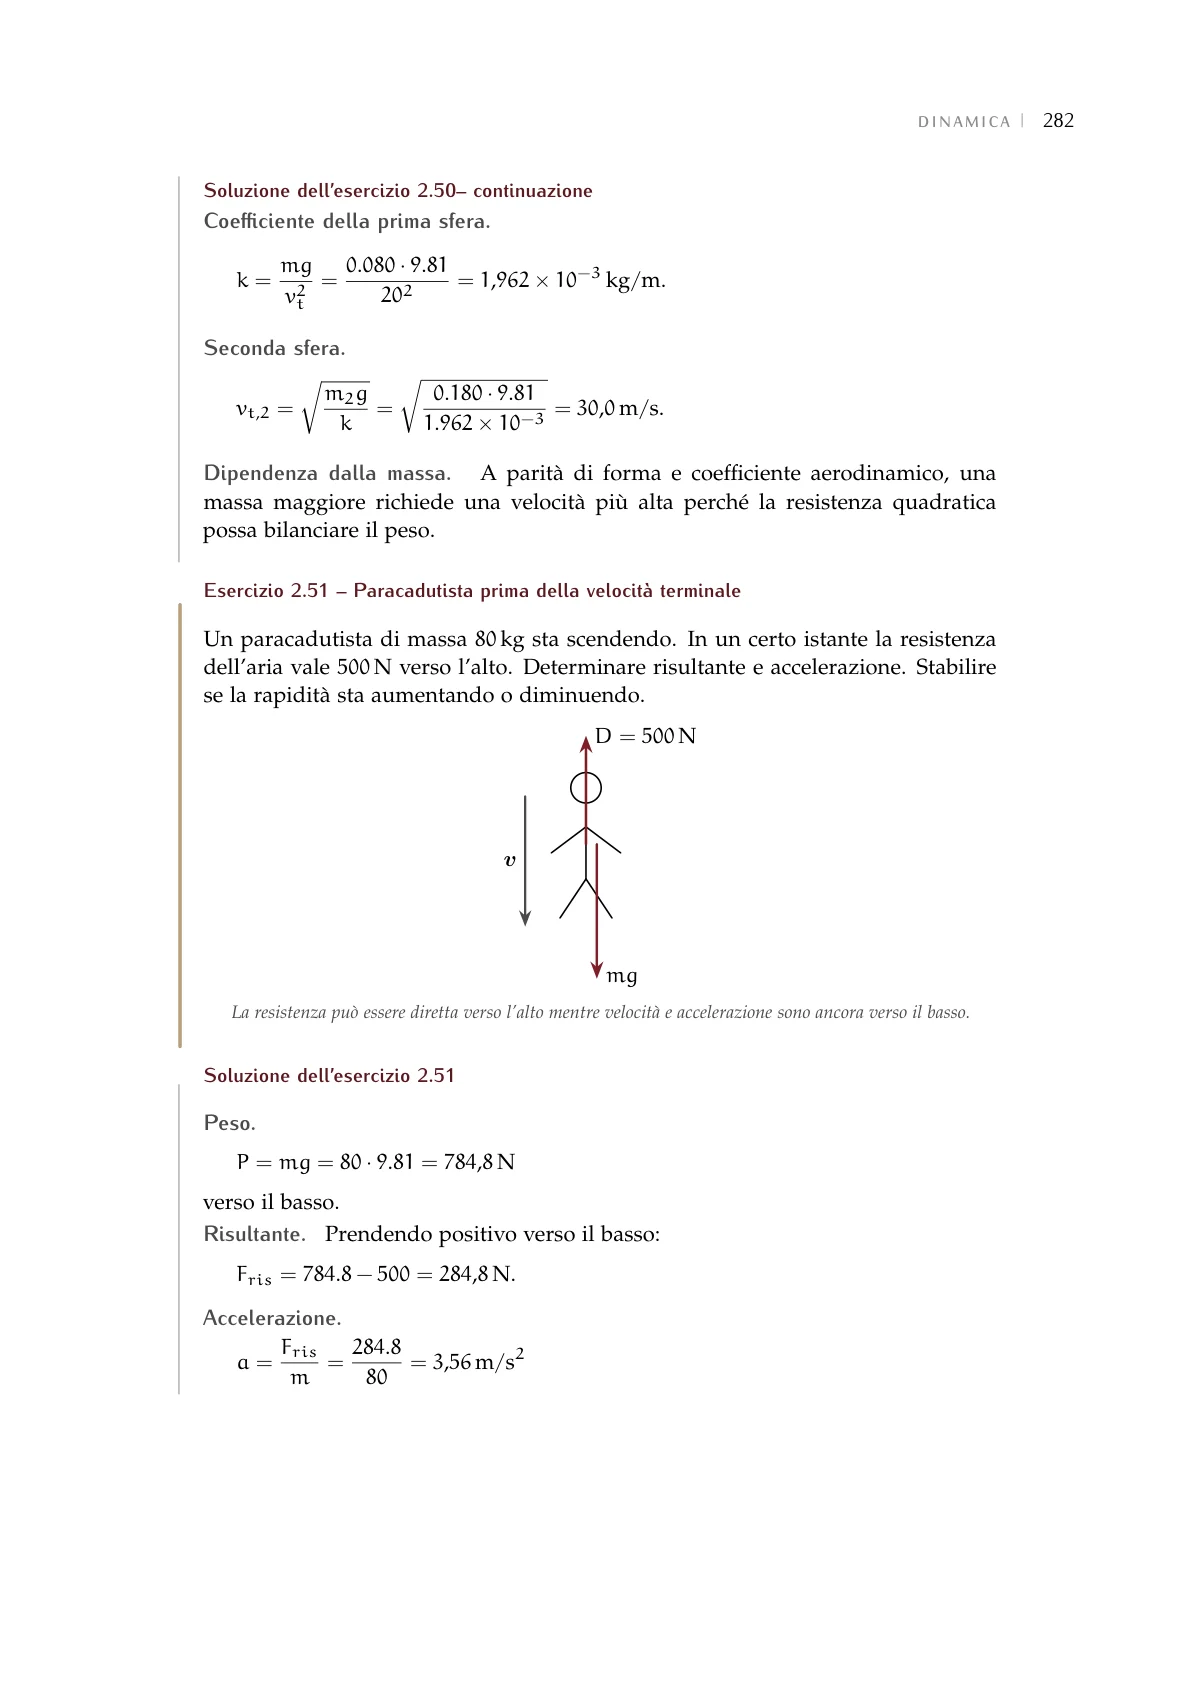 DINAMICA | 282
Soluzione dell'esercizio 2.50– continuazione
Coefficiente della prima sfera.
k = mg / v_t^2 = 0.080 · 9.81 / 20^2 = 1,962 × 10^−3 kg/m.
Seconda sfera.
v_t,2 = √(m_2 g / k) = √(0.180 · 9.81 / 1.962 × 10^−3) = 30,0 m/s.
Dipendenza dalla massa. A parità di forma e coefficiente aerodinamico, una
massa maggiore richiede una velocità più alta perché la resistenza quadratica
possa bilanciare il peso.
Esercizio 2.51 – Paracadutista prima della velocità terminale
Un paracadutista di massa 80 kg sta scendendo. In un certo istante la resistenza
dell'aria vale 500 N verso l'alto. Determinare risultante e accelerazione. Stabilire
se la rapidità sta aumentando o diminuendo.
D = 500 N
v
mg
La resistenza può essere diretta verso l'alto mentre velocità e accelerazione sono ancora verso il basso.
Soluzione dell'esercizio 2.51
Peso.
P = mg = 80 · 9.81 = 784,8 N
verso il basso.
Risultante. Prendendo positivo verso il basso:
F_ris = 784.8 − 500 = 284,8 N.
Accelerazione.
a = F_ris / m = 284.8 / 80 = 3,56 m/s^2